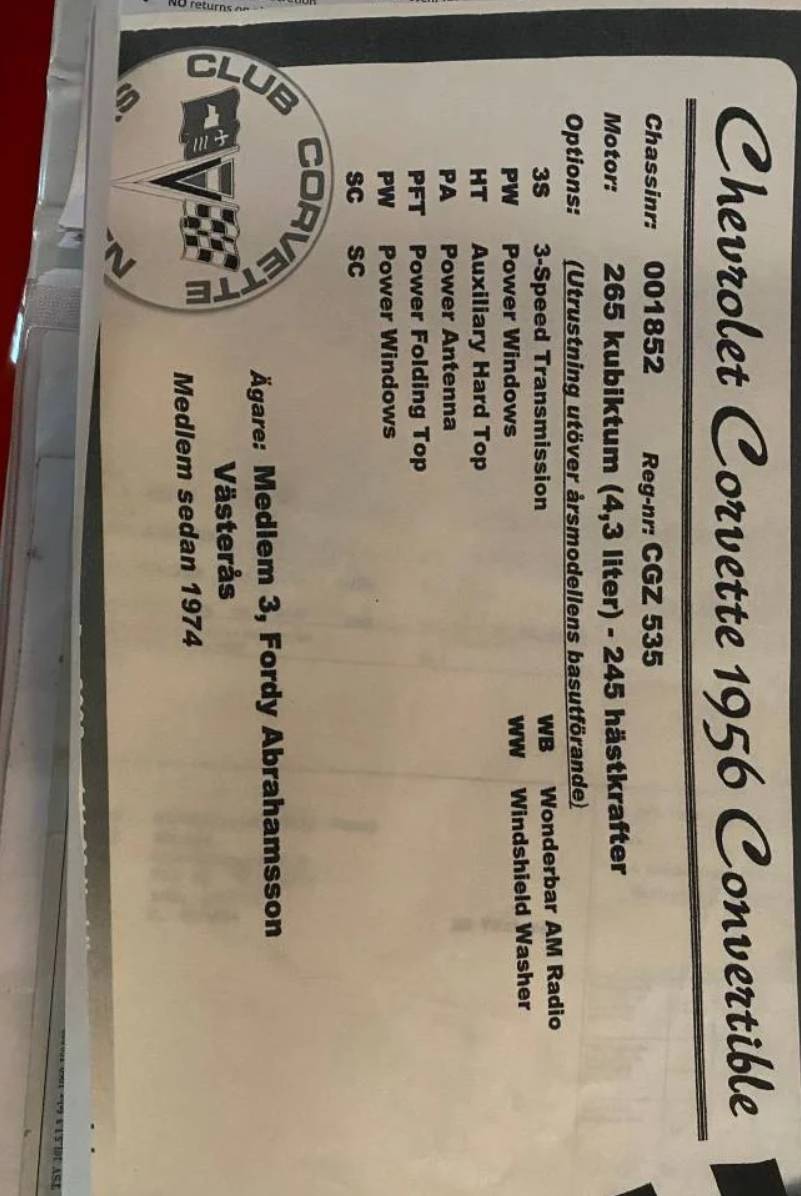 NO returns on
Chevrolet Corvette 1956 Convertible
Chassinr: 001852 Reg-nr: CGZ 535
Motor: 265 kubiktum (4,3 liter) - 245 hästkrafter
Options: (Utrustning utöver årsmodellens basutförande)
3S 3-Speed Transmission
PW Power Windows
HT Auxiliary Hard Top
PA Power Antenna
PFT Power Folding Top
PW Power Windows
SC SC
WB Wonderbar AM Radio
WW Windshield Washer
Ägare: Medlem 3, Fordy Abrahamsson
Västerås
Medlem sedan 1974
CLUB CORVETTE